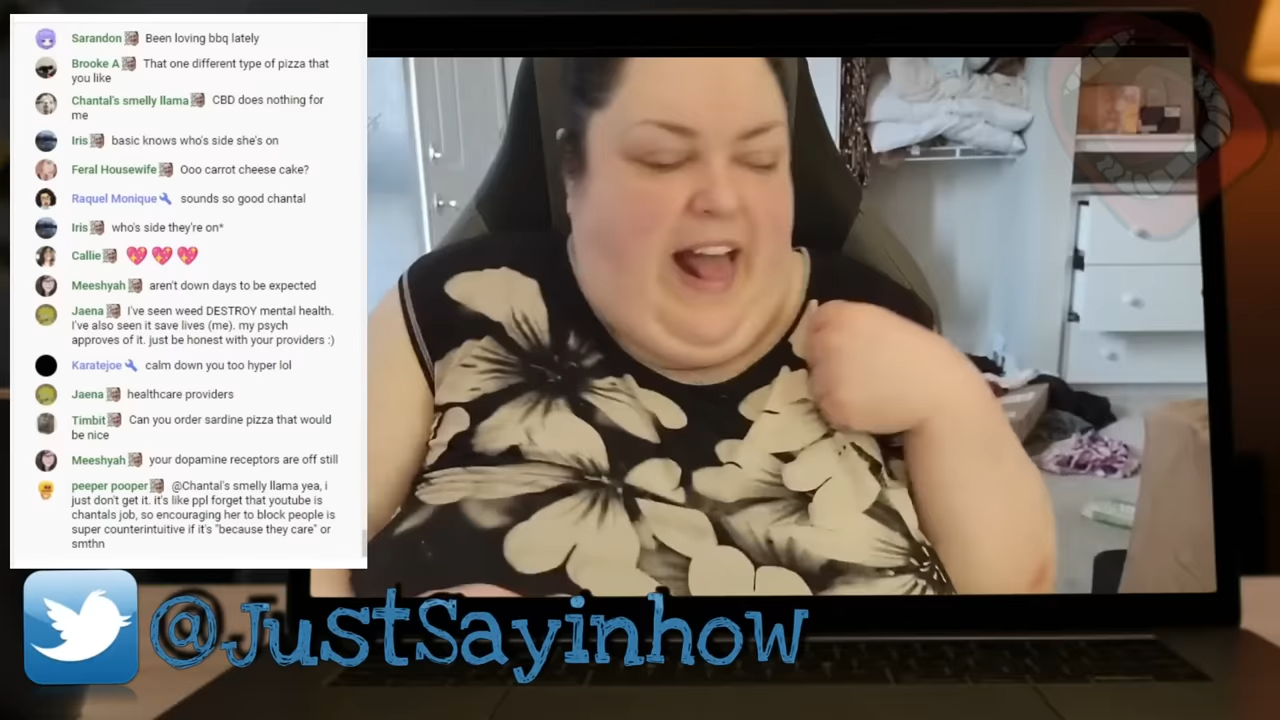 Sarandon Been loving bbq lately
Brooke A That one different type of pizza that
you like
Chantal's smelly llama CBD does nothing for
me
Iris basic knows who's side she's on
Feral Housewife Ooo carrot cheese cake?
Raquel Monique sounds so good chantal
Iris who's side they're on*
Callie 💖💖💖
Meeshyah aren't down days to be expected
Jaena I've seen weed DESTROY mental health.
I've also seen it save lives (me). my psych
approves of it. just be honest with your providers :)
Karatejoe calm down you too hyper lol
Jaena healthcare providers
Timbit Can you order sardine pizza that would
be nice
Meeshyah your dopamine receptors are off still
peeper pooper @Chantal's smelly llama yea, i
just don't get it. it's like ppl forget that youtube is
chantals job, so encouraging her to block people is
super counterintuitive if it's "because they care" or
smthn
@JustSayinhow